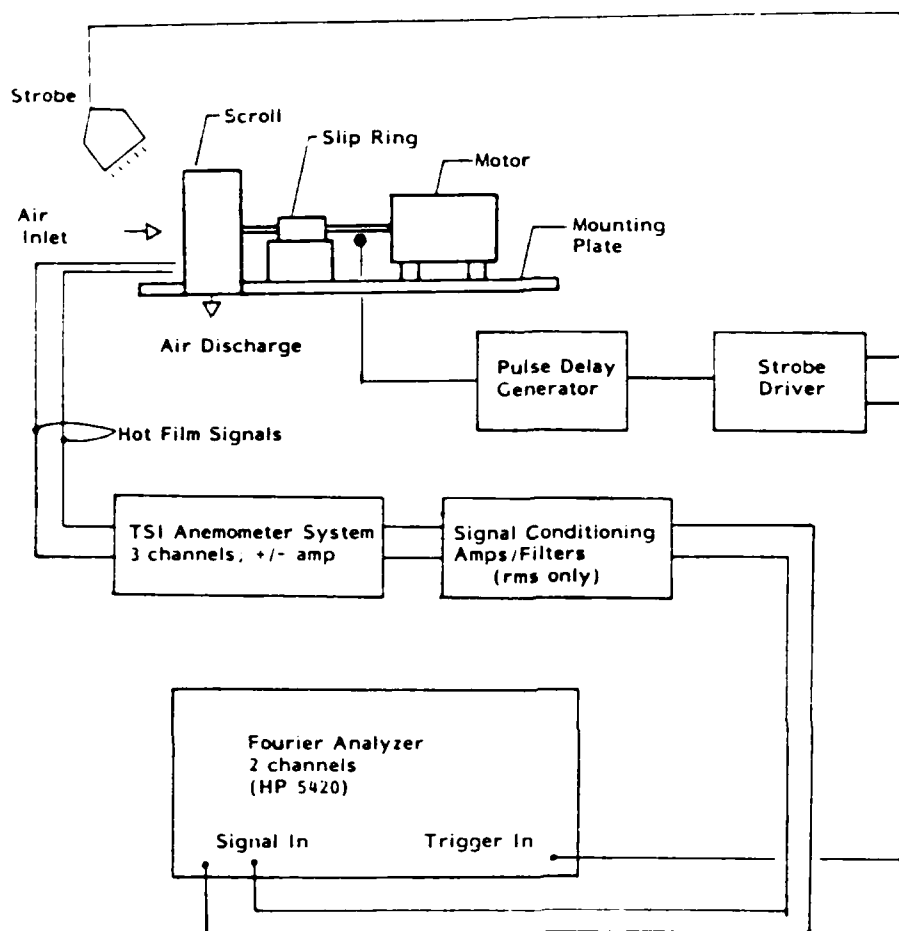 Strobe
Scroll
Slip Ring
Motor
Air
Inlet
Mounting
Plate
Air Discharge
Pulse Delay
Generator
Strobe
Driver
Hot Film Signals
TSI Anemometer System
3 channels, +/- amp
Signal Conditioning
Amps/Filters
(rms only)
Fourier Analyzer
2 channels
(HP 5420)
Signal In
Trigger In